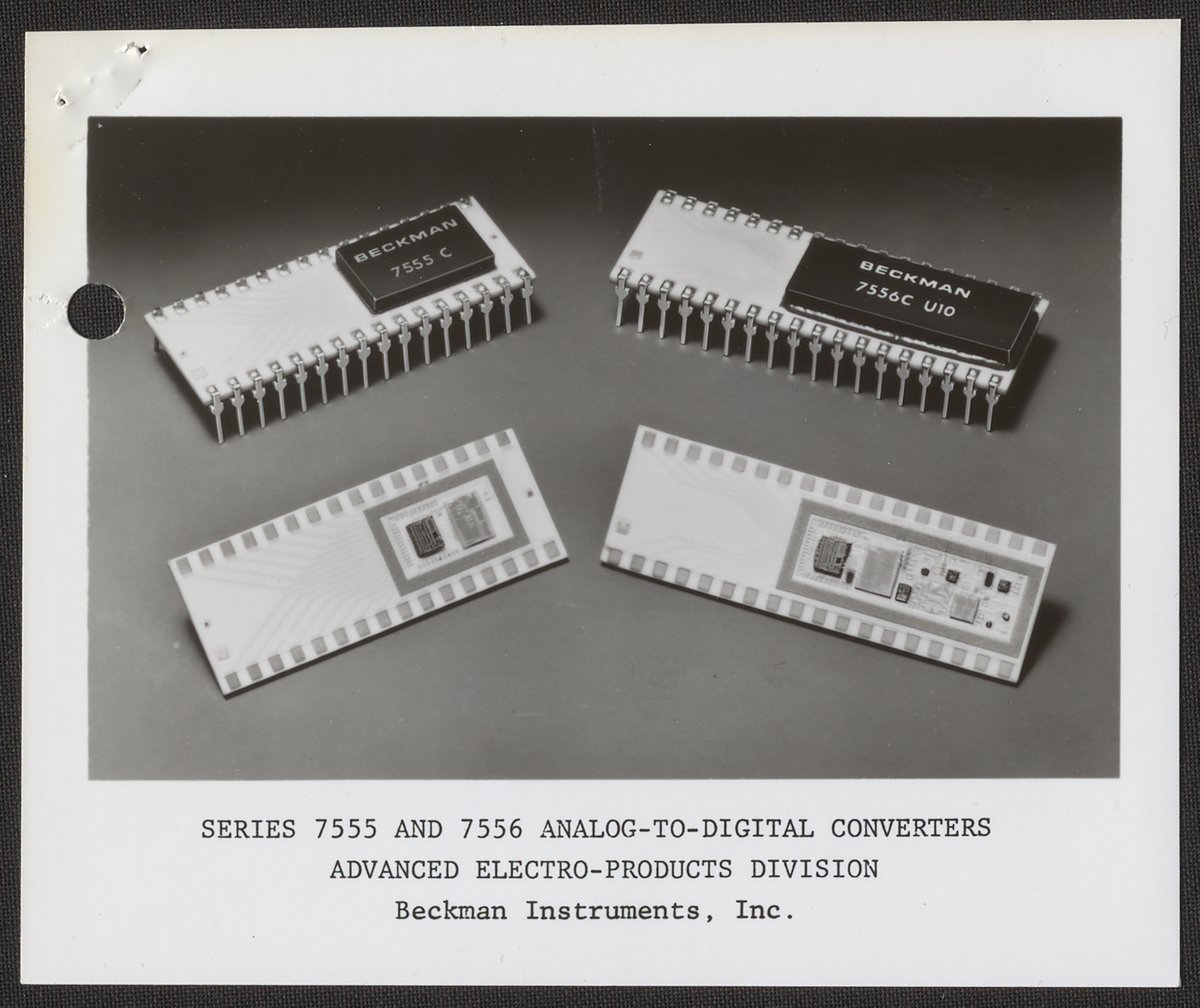 BECKMAN
7555 C
BECKMAN
7556C U10
SERIES 7555 AND 7556 ANALOG-TO-DIGITAL CONVERTERS
ADVANCED ELECTRO-PRODUCTS DIVISION
Beckman Instruments, Inc.